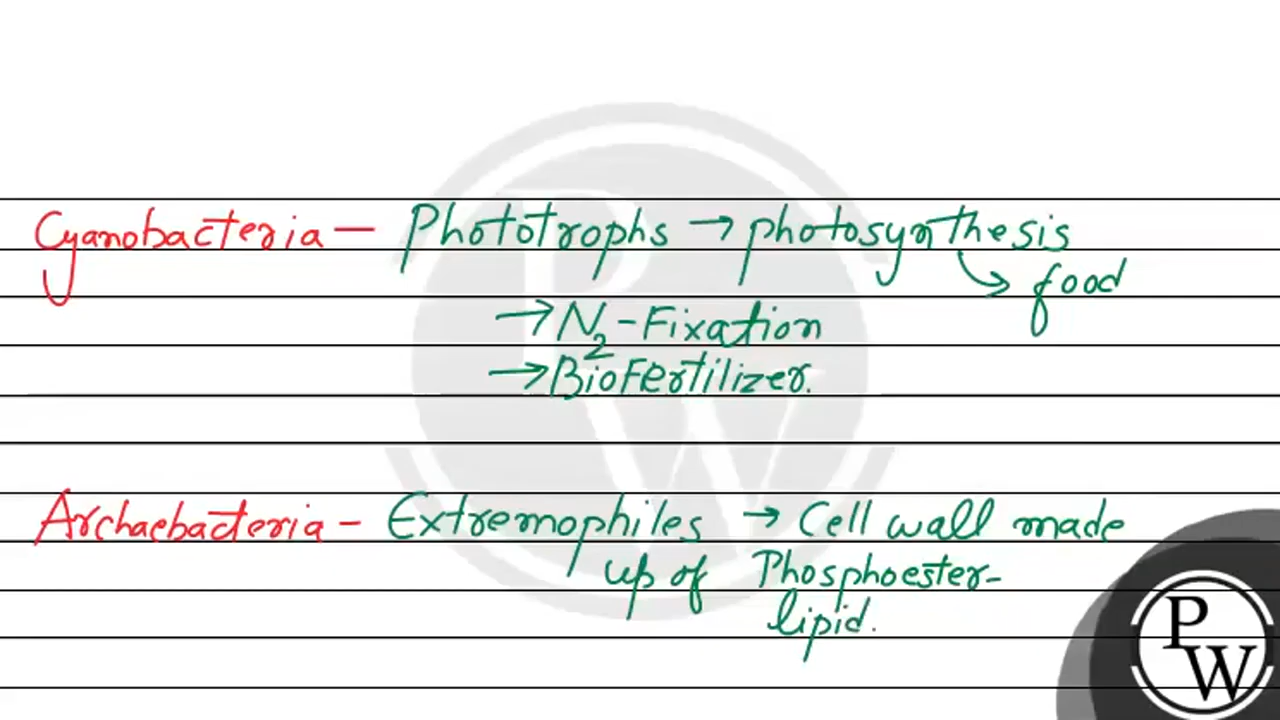 Cyanobacteria — Phototrophs → photosynthesis
↘ food
→ N2-Fixation
→ BioFertilizer.
Archaebacteria – Extremophiles → Cell wall made
up of Phosphoester-
lipid.
P
W
PW